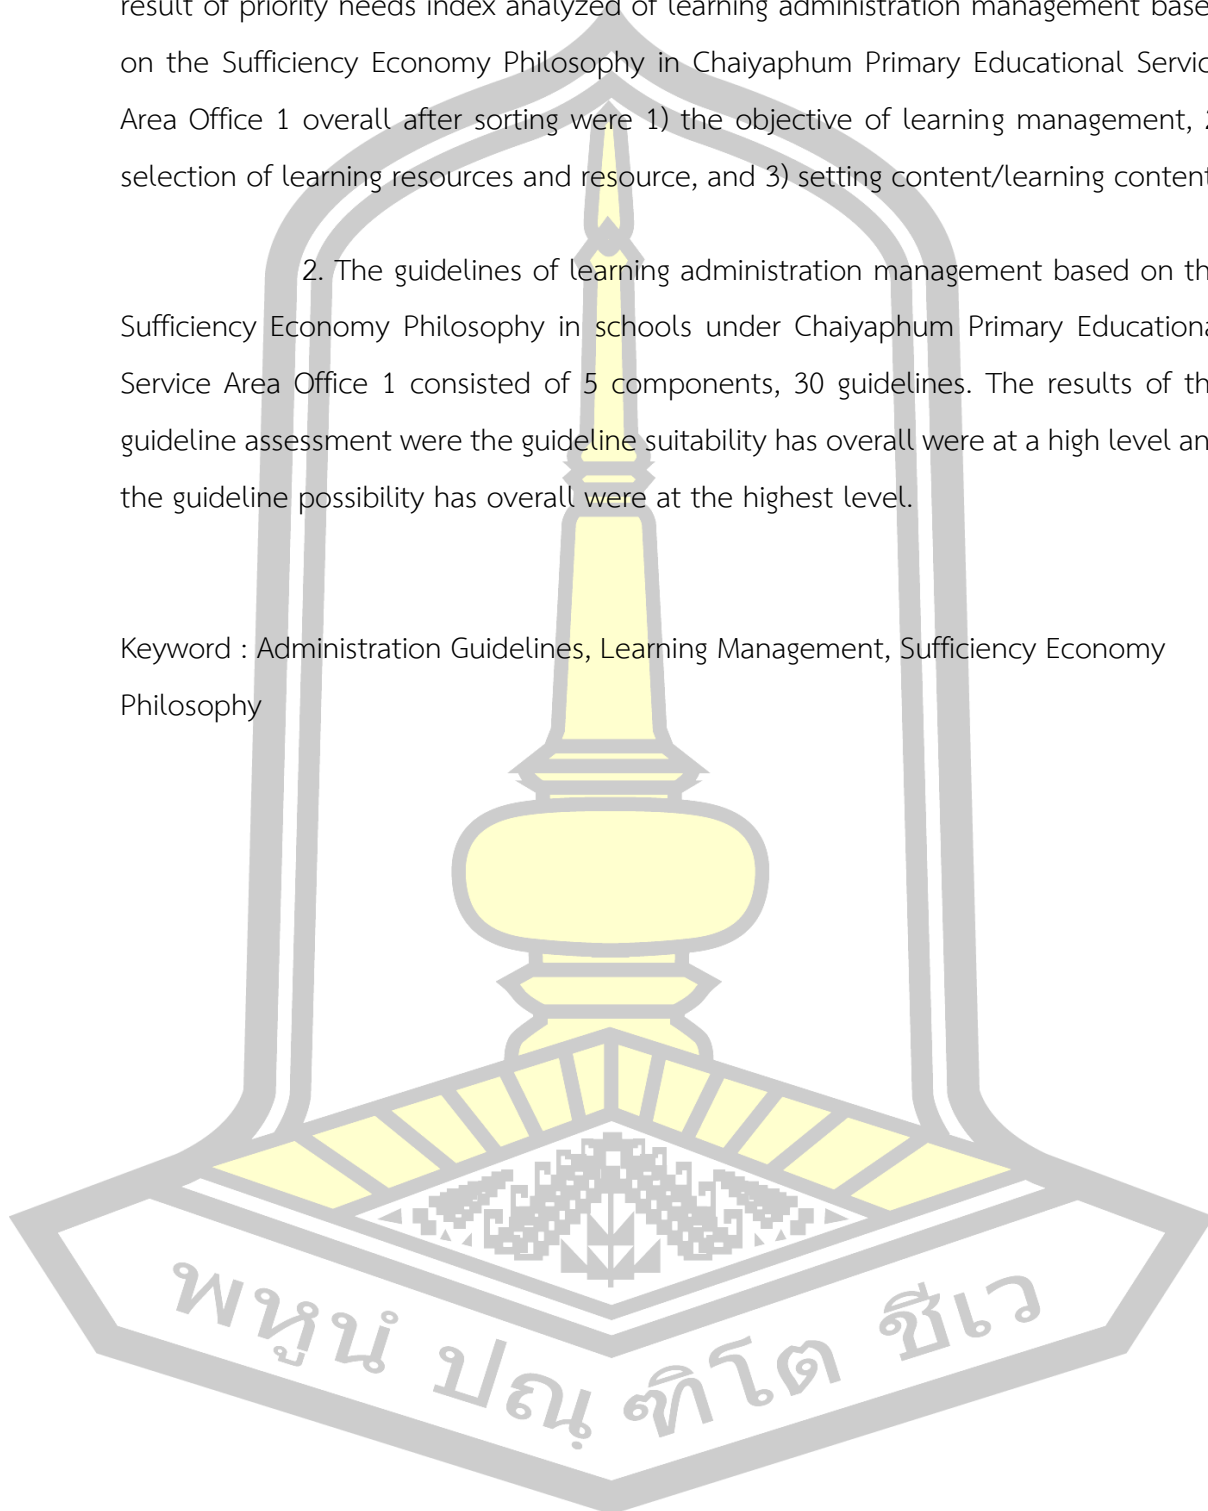 result of priority needs index analyzed of learning administration management base
on the Sufficiency Economy Philosophy in Chaiyaphum Primary Educational Servic
Area Office 1 overall after sorting were 1) the objective of learning management, 2
selection of learning resources and resource, and 3) setting content/learning content
2. The guidelines of learning administration management based on th
Sufficiency Economy Philosophy in schools under Chaiyaphum Primary Educationa
Service Area Office 1 consisted of 5 components, 30 guidelines. The results of th
guideline assessment were the guideline suitability has overall were at a high level an
the guideline possibility has overall were at the highest level.
Keyword : Administration Guidelines, Learning Management, Sufficiency Economy
Philosophy
พหูนํ ปณฺฑิโต ชีเว